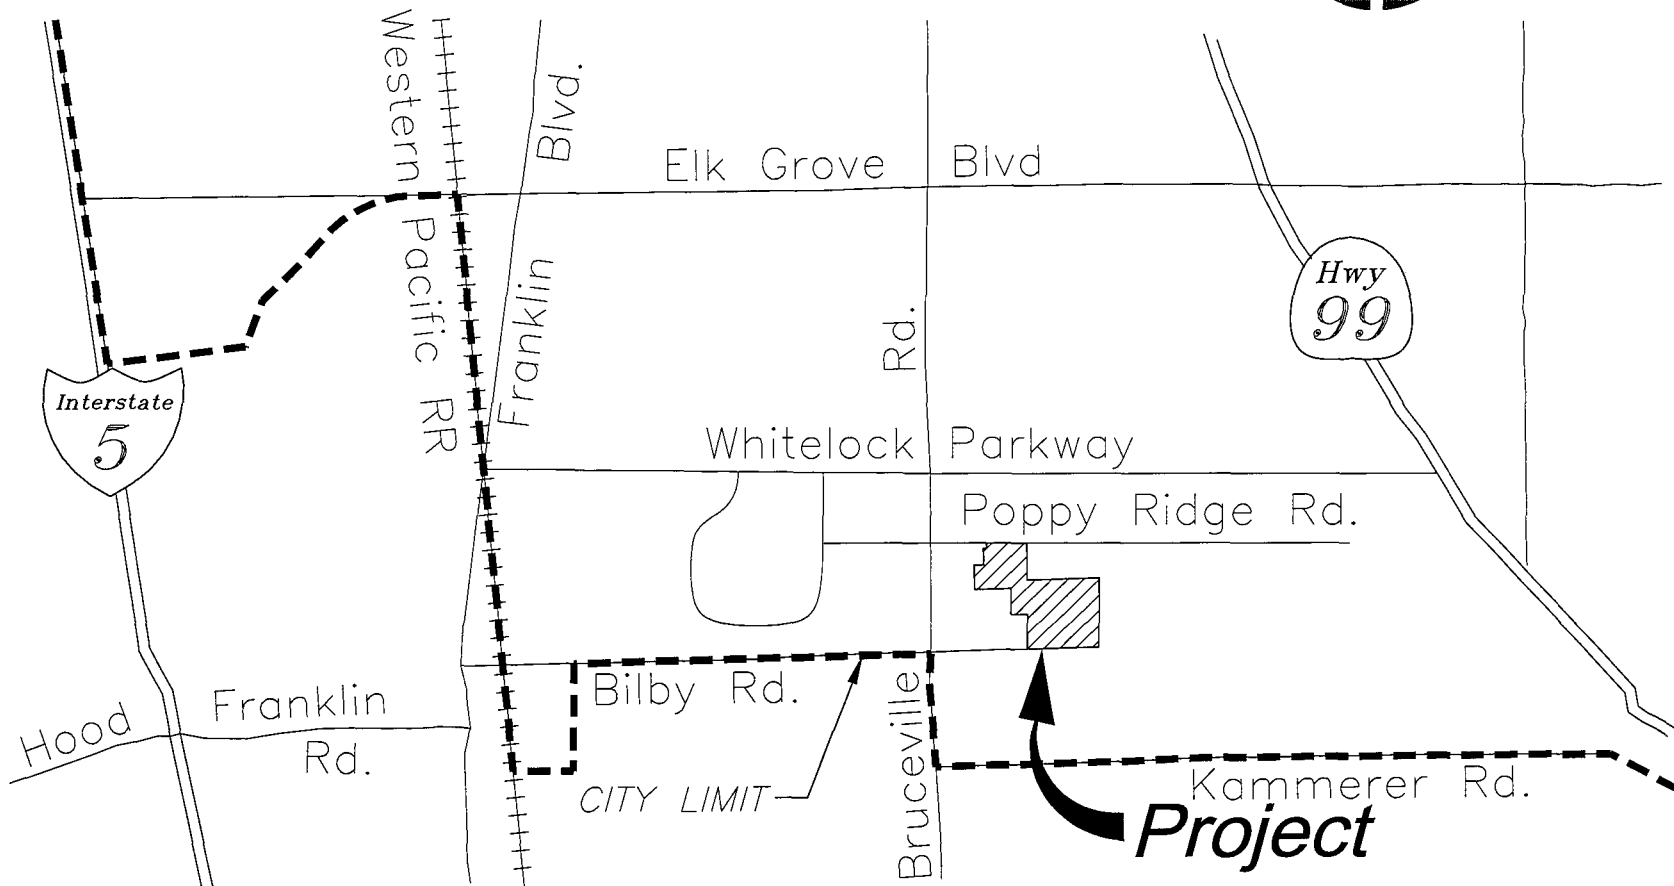 Western Pacific RR
Franklin Blvd.
Elk Grove Blvd
Hwy
99
Interstate
5
Bruceville Rd.
Whitelock Parkway
Poppy Ridge Rd.
Bilby Rd.
Hood Franklin
Rd.
CITY LIMIT
Kammerer Rd.
Project